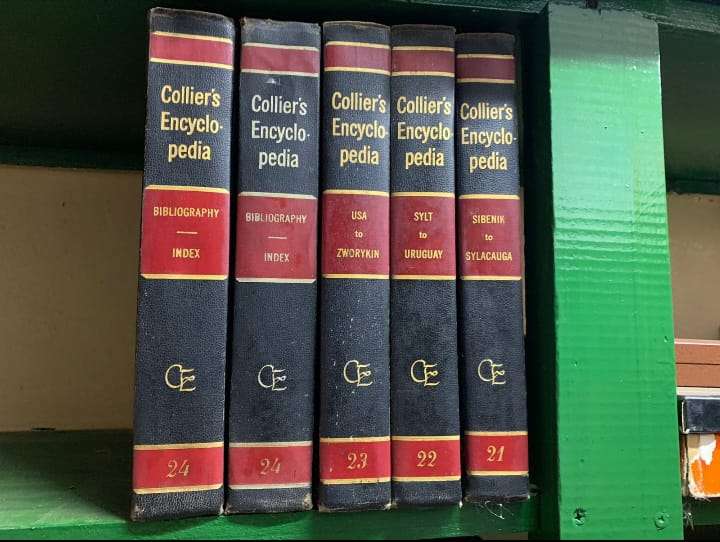 Collier's
Encyclo-
pedia
BIBLIOGRAPHY
INDEX
CE
24
Collier's
Encyclo-
pedia
BIBLIOGRAPHY
INDEX
CE
24
Collier's
Encyclo-
pedia
USA
to
ZWORYKIN
CE
23
Collier's
Encyclo-
pedia
SYLT
to
URUGUAY
CE
22
Collier's
Encyclo-
pedia
SIBENIK
to
SYLACAUGA
CE
21